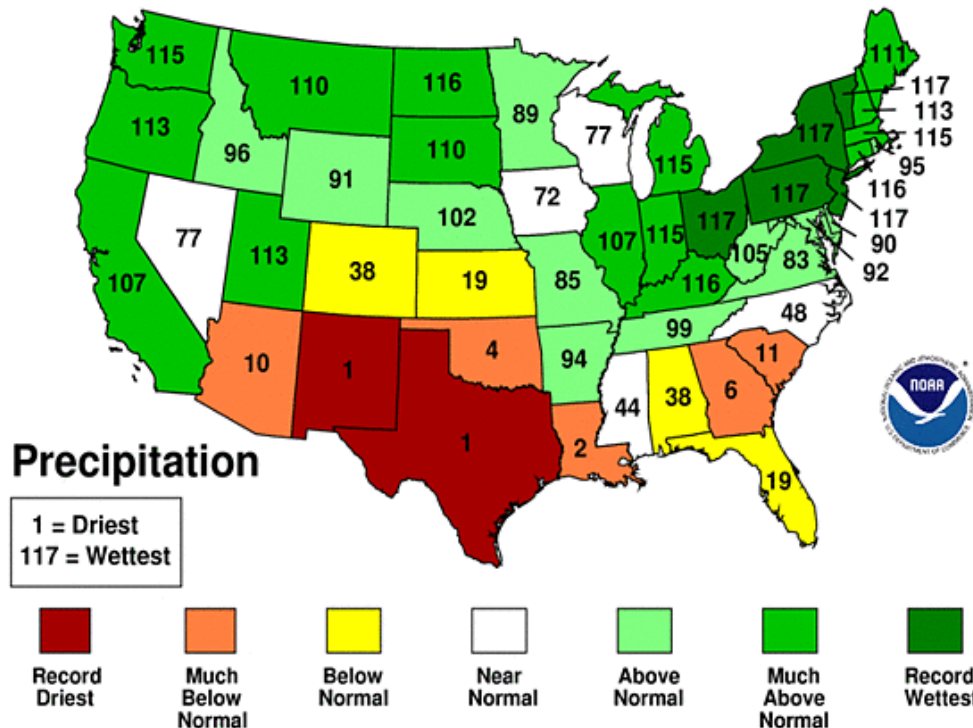 115
110
116
89
77
111
117
113
115
95
116
117
90
92
113
96
91
110
72
115
117
117
77
113
102
107
115
117
105
83
107
38
19
85
116
48
10
1
4
94
99
11
1
2
44
38
6
19
NOAA
Precipitation
1 = Driest
117 = Wettest
Record
Driest
Much
Below
Normal
Below
Normal
Near
Normal
Above
Normal
Much
Above
Normal
Record
Wettest